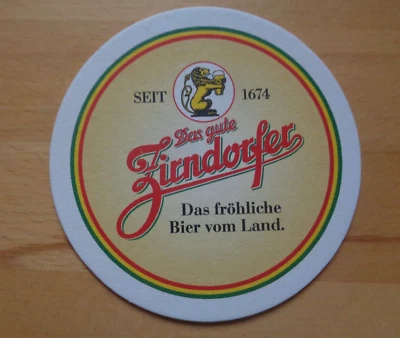 SEIT 1674
Das gute
Zirndorfer
Das fröhliche
Bier vom Land.